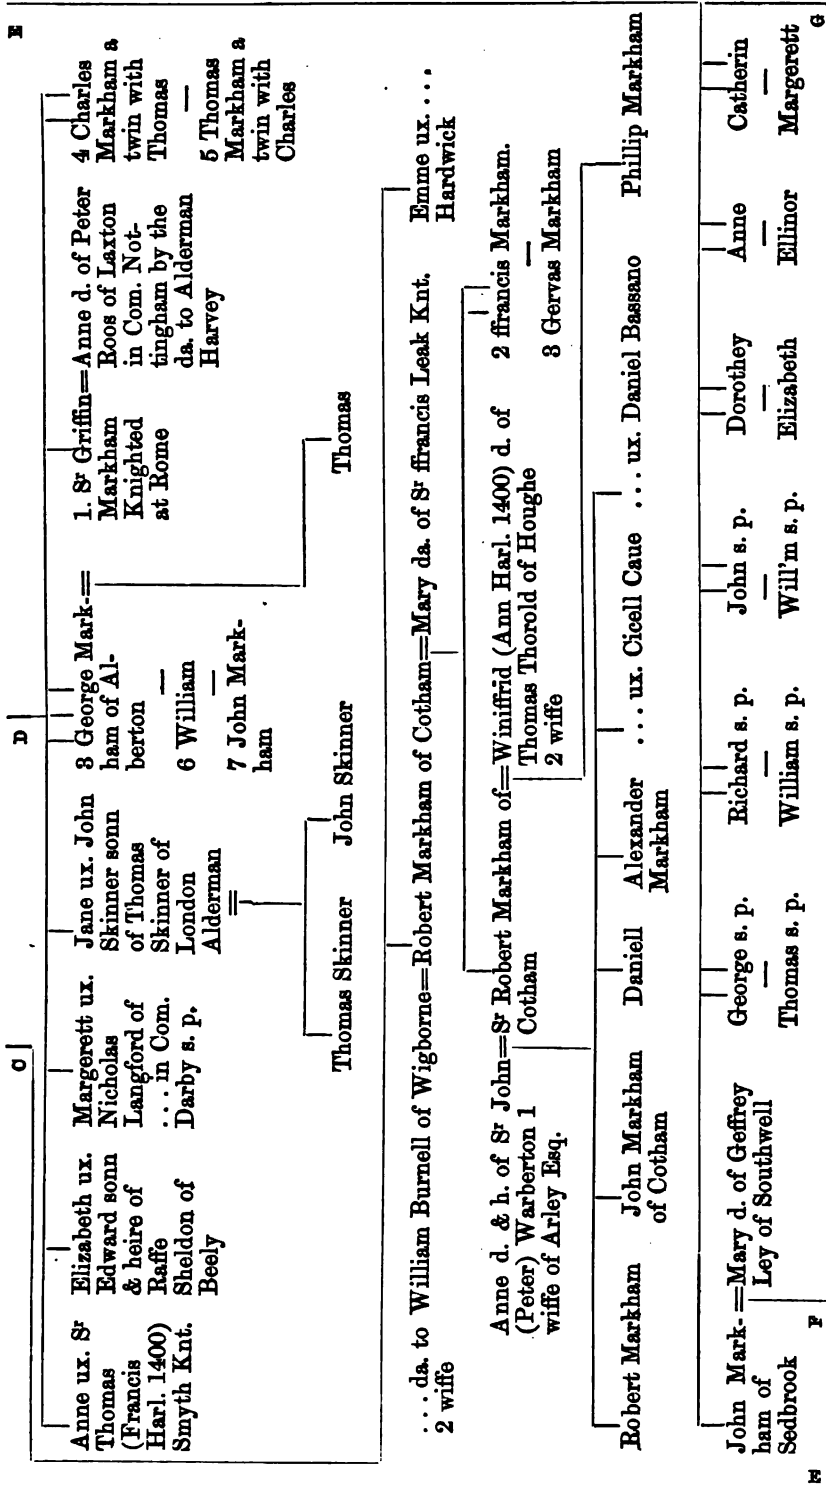 C
D
E
Anne ux. Sr
Thomas
(Francis
Harl. 1400)
Smyth Knt.
Elizabeth ux.
Edward sonn
& heire of
Raffe
Sheldon of
Beely
Margerett ux.
Nicholas
Langford of
... in Com.
Darby s. p.
Jane ux. John
Skinner sonn
of Thomas
Skinner of
London
Alderman
=
3 George Mark-=
ham of Al-
berton
—
6 William
—
7 John Mark-
ham
1. Sr Griffin=Anne d. of Peter
Markham
Knighted
at Rome
Roos of Laxton
in Com. Not-
tingham by the
da. to Alderman
Harvey
4 Charles
Markham a
twin with
Thomas
—
5 Thomas
Markham a
twin with
Charles
Thomas Skinner
John Skinner
Thomas
... da. to William Burnell of Wigborne=Robert Markham of Cotham=Mary da. of Sr ffrancis Leak Knt.
2 wiffe
Emme ux. ....
Hardwick
Anne d. & h. of Sr John=Sr Robert Markham of=Winiffrid (Ann Harl. 1400) d. of
(Peter) Warberton 1
wiffe of Arley Esq.
Cotham
Thomas Thorold of Houghe
2 wiffe
2 ffrancis Markham.
—
3 Gervas Markham
Robert Markham
John Markham
of Cotham
Daniell
Alexander
Markham
... ux. Cicell Caue
... ux. Daniel Bassano
Phillip Markham
John Mark-=Mary d. of Geffrey
ham of
Sedbrook
Ley of Southwell
George s. p.
—
Thomas s. p.
Richard s. p.
—
William s. p.
John s. p.
—
Will'm s. p.
Dorothey
—
Elizabeth
Anne
—
Ellinor
Catherin
—
Margerett
E
F
G